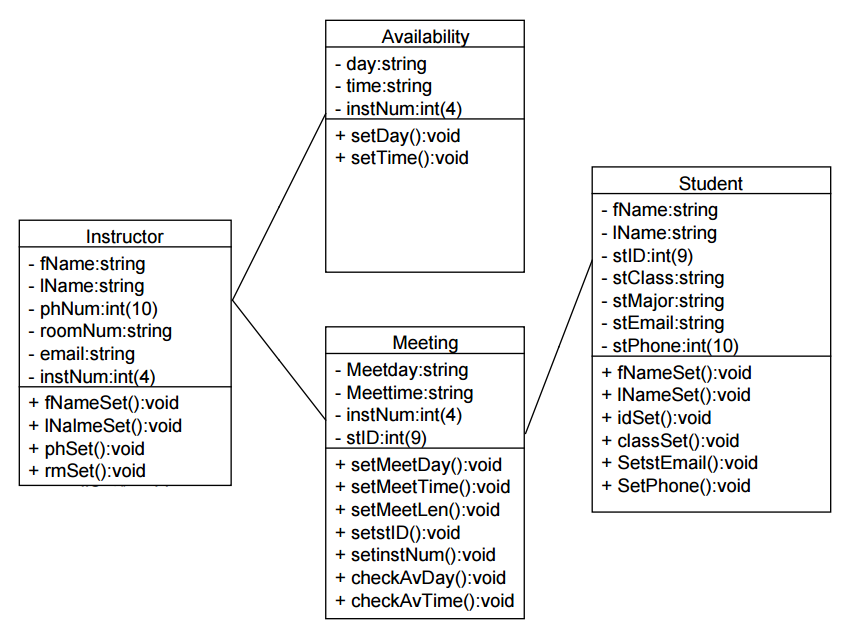 Availability
- day:string
- time:string
- instNum:int(4)
+ setDay():void
+ setTime():void
Instructor
- fName:string
- lName:string
- phNum:int(10)
- roomNum:string
- email:string
- instNum:int(4)
+ fNameSet():void
+ lNalmeSet():void
+ phSet():void
+ rmSet():void
Meeting
- Meetday:string
- Meettime:string
- instNum:int(4)
- stID:int(9)
+ setMeetDay():void
+ setMeetTime():void
+ setMeetLen():void
+ setstID():void
+ setinstNum():void
+ checkAvDay():void
+ checkAvTime():void
Student
- fName:string
- lName:string
- stID:int(9)
- stClass:string
- stMajor:string
- stEmail:string
- stPhone:int(10)
+ fNameSet():void
+ lNameSet():void
+ idSet():void
+ classSet():void
+ SetstEmail():void
+ SetPhone():void